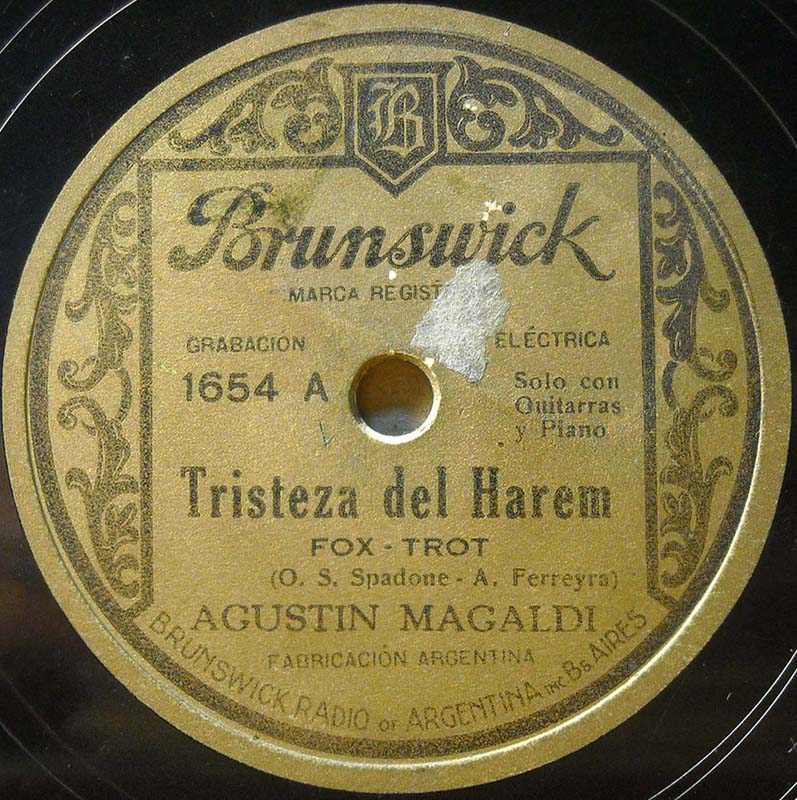 B
Brunswick
MARCA REGIST
GRABACIÓN ELÉCTRICA
1654 A
Solo con
Guitarras
y Piano
Tristeza del Harem
FOX - TROT
(O. S. Spadone - A. Ferreyra)
AGUSTIN MAGALDI
FABRICACIÓN ARGENTINA
BRUNSWICK RADIO OF ARGENTINA INC Bs. AIRES